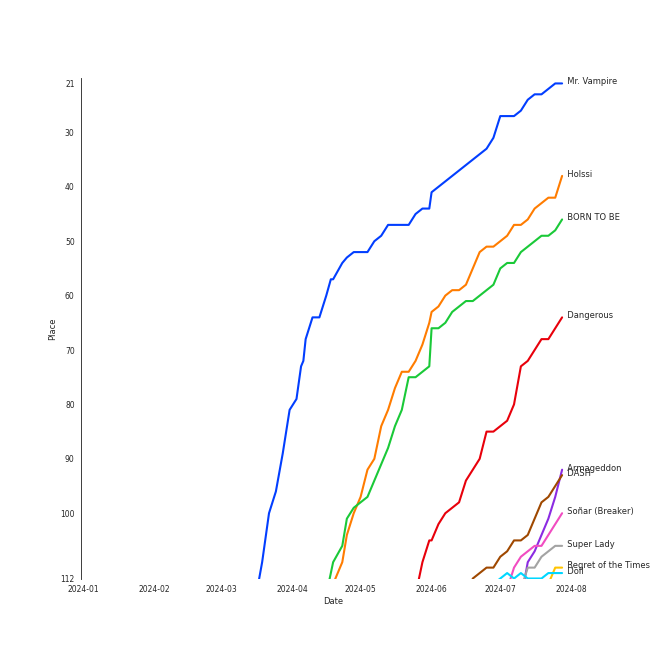 21
Mr. Vampire
30
Holssi
40
BORN TO BE
50
60
Dangerous
Place
70
80
90
Armageddon
DASH
100
Soñar (Breaker)
Super Lady
Regret of the Times
Doll
112
2024-01
2024-02
2024-03
2024-04
2024-05
2024-06
2024-07
2024-08
Date